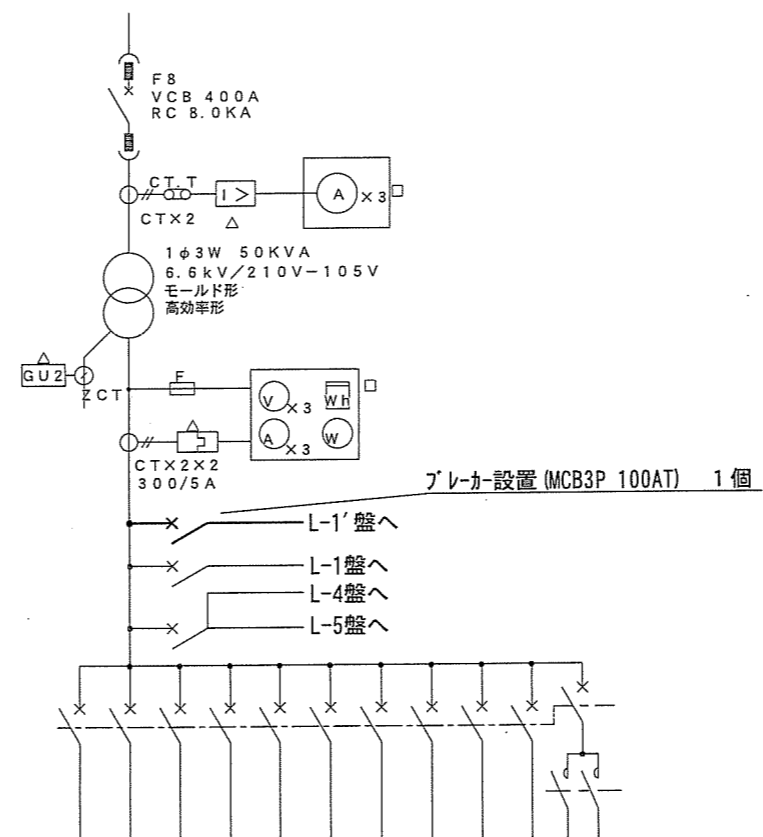 F8
VCB 400A
RC 8.0KA
CT.T
I>
A
×3
CT×2
1φ3W 50KVA
6.6kV/210V-105V
モールド形
高効率形
GU2
ZCT
F
V
×3
Wh
A
×3
W
CT×2×2
300/5A
ブレーカー設置(MCB3P 100AT) 1個
L-1′盤へ
L-1盤へ
L-4盤へ
L-5盤へ